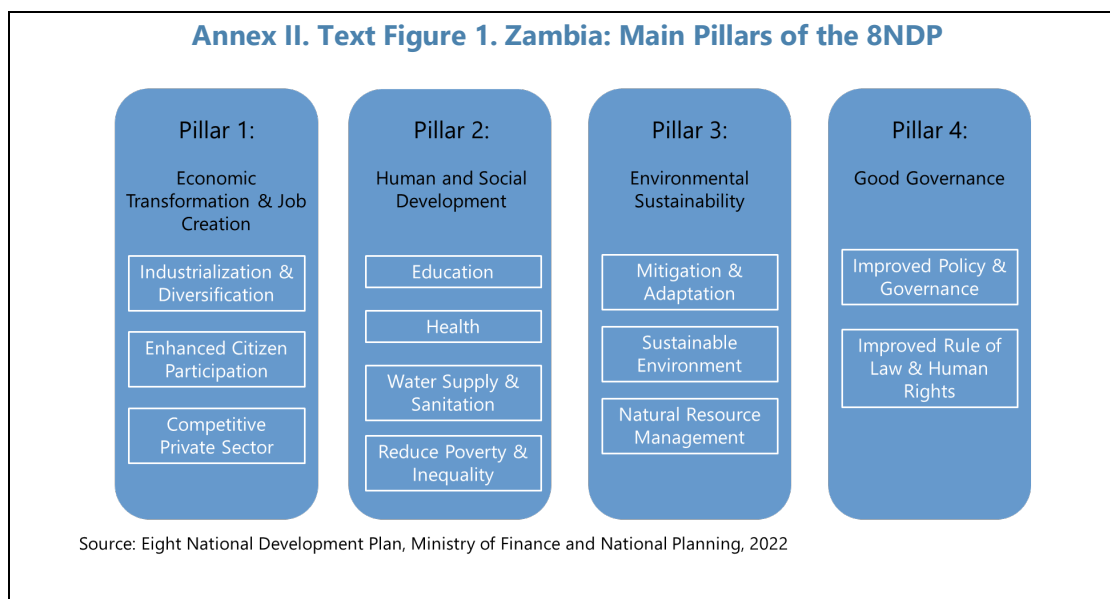 Annex II. Text Figure 1. Zambia: Main Pillars of the 8NDP
Pillar 1:
Economic
Transformation & Job
Creation
Industrialization &
Diversification
Enhanced Citizen
Participation
Competitive
Private Sector
Pillar 2:
Human and Social
Development
Education
Health
Water Supply &
Sanitation
Reduce Poverty &
Inequality
Pillar 3:
Environmental
Sustainability
Mitigation &
Adaptation
Sustainable
Environment
Natural Resource
Management
Pillar 4:
Good Governance
Improved Policy &
Governance
Improved Rule of
Law & Human
Rights
Source: Eight National Development Plan, Ministry of Finance and National Planning, 2022